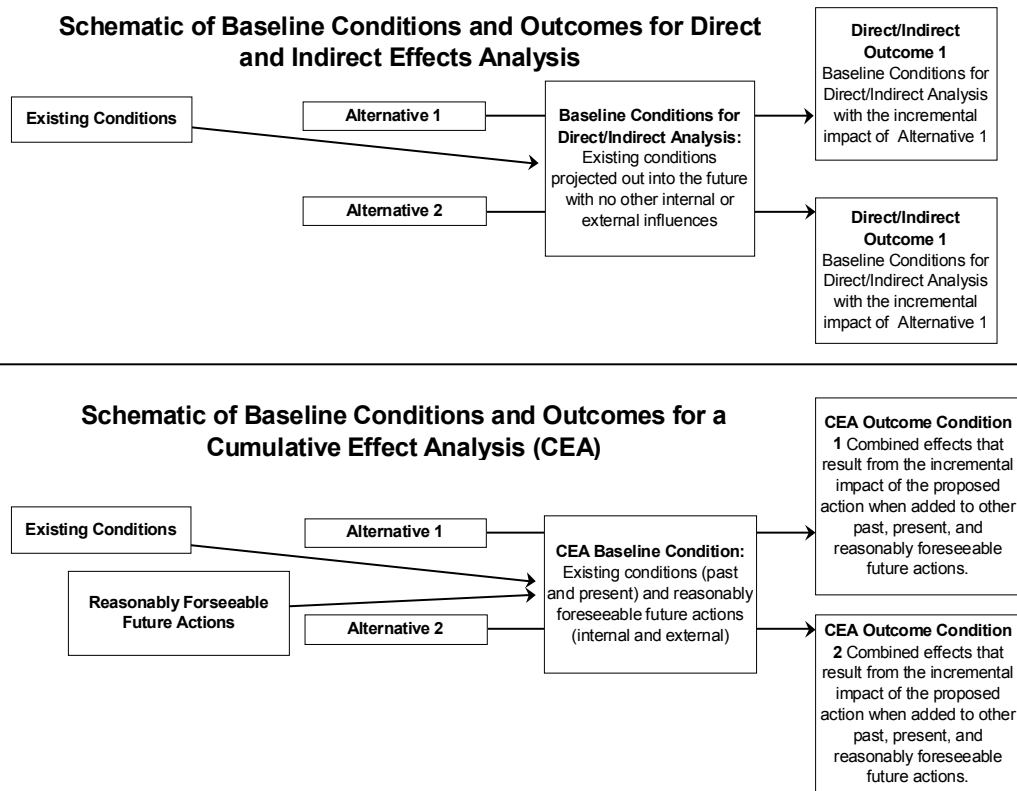 Schematic of Baseline Conditions and Outcomes for Direct
and Indirect Effects Analysis
Existing Conditions
Alternative 1
Alternative 2
Baseline Conditions for
Direct/Indirect Analysis:
Existing conditions
projected out into the future
with no other internal or
external influences
Direct/Indirect
Outcome 1
Baseline Conditions for
Direct/Indirect Analysis
with the incremental
impact of Alternative 1
Direct/Indirect
Outcome 1
Baseline Conditions for
Direct/Indirect Analysis
with the incremental
impact of Alternative 1
Schematic of Baseline Conditions and Outcomes for a
Cumulative Effect Analysis (CEA)
Existing Conditions
Reasonably Forseeable
Future Actions
Alternative 1
Alternative 2
CEA Baseline Condition:
Existing conditions (past
and present) and reasonably
foreseeable future actions
(internal and external)
CEA Outcome Condition
1 Combined effects that
result from the incremental
impact of the proposed
action when added to other
past, present, and
reasonably foreseeable
future actions.
CEA Outcome Condition
2 Combined effects that
result from the incremental
impact of the proposed
action when added to other
past, present, and
reasonably foreseeable
future actions.